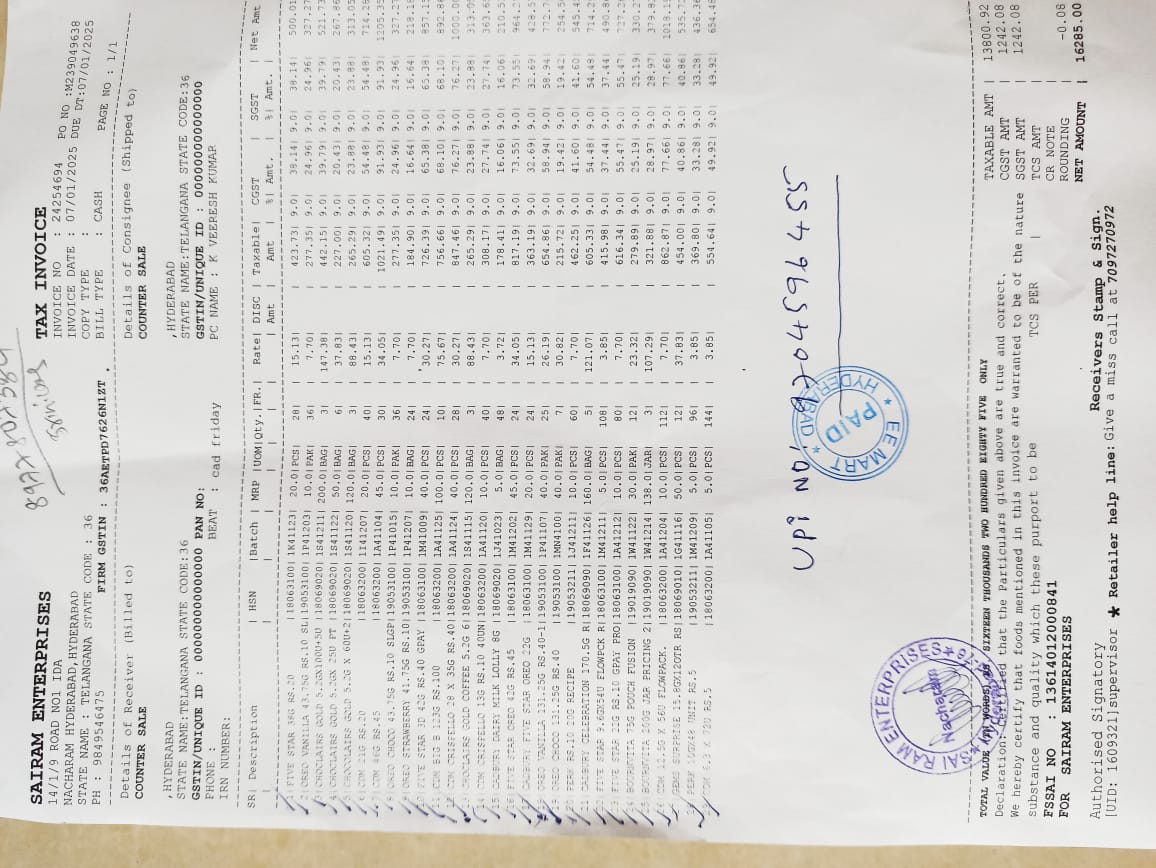 8977807384
Srinivas
SAIRAM ENTERPRISES
14/1/9 ROAD NO1 IDA
NACHARAM HYDERABAD,HYDERABAD
STATE NAME : TELANGANA STATE CODE : 36
PH : 9849546475 FIRM GSTIN : 36AETPD7626N1ZT .
TAX INVOICE
INVOICE NO : 24254694 PO NO :M239049638
INVOICE DATE : 07/01/2025 DUE DT:07/01/2025
COPY TYPE :
BILL TYPE : CASH PAGE NO : 1/1
Details of Receiver (Billed to)
COUNTER SALE
,HYDERABAD
STATE NAME:TELANGANA STATE CODE:36
GSTIN/UNIQUE ID : 000000000000000 PAN NO:
PHONE : BEAT : cad friday
IRN NUMBER:
Details of Consignee (Shipped to)
COUNTER SALE
,HYDERABAD
STATE NAME:TELANGANA STATE CODE:36
GSTIN/UNIQUE ID : 000000000000000
PC NAME : K VEERESH KUMAR
SR| Description | HSN |Batch | MRP |UOM|Qty.|FR.| Rate| DISC | Taxable| CGST SGST | Net Amt
Amt Amt %| Amt. %| Amt.
1| FIVE STAR 38G RS.20 |18063100| 1K41123| 20.0|PCS| 28| | 15.13| | 423.73| 9.0| 38.14| 9.0| 38.14| 500.01
2|OREO VANILLA 43.75G RS.10 SL|19053100| 1P41203| 10.0|PAK| 36| | 7.70| | 277.35| 9.0| 24.96| 9.0| 24.96| 327.27
3|CHOCLAIRS GOLD 5.2GX100U+5U |18069020| 1S41211| 200.0|BAG| 3| | 147.38| | 442.15| 9.0| 39.79| 9.0| 39.79| 521.73
4|CHOCLAIRS GOLD 5.2G X 25U PT |18069020| 1S41122| 50.0|BAG| 6| | 37.83| | 227.00| 9.0| 20.43| 9.0| 20.43| 267.86
5|CHOCOLAIRS GOLD 5.2G X 60U+2|18069020| 1S41120| 120.0|BAG| 3| | 88.43| | 265.29| 9.0| 23.88| 9.0| 23.88| 313.05
6|CDM 21G RS.20 |18063200| 1I41207| 20.0|PCS| 40| | 15.13| | 605.32| 9.0| 54.48| 9.0| 54.48| 714.28
7|CDM 46G RS.45 |18063200| 1A41104| 45.0|PCS| 30| | 34.05| | 1021.49| 9.0| 91.93| 9.0| 91.93| 1205.35
8|OREO CHOCO 43.75G RS.10 SLGP|19053100| 1P41015| 10.0|PAK| 36| | 7.70| | 277.35| 9.0| 24.96| 9.0| 24.96| 327.27
9|OREO STRAWBERRY 41.75G RS.10|19053100| 1P41207| 10.0|BAG| 24| | 7.70| | 184.90| 9.0| 16.64| 9.0| 16.64| 218.18
10|FIVE STAR 3D 42G RS.40 GPAY |18063100| 1M41009| 40.0|PCS| 24| | 30.27| | 726.39| 9.0| 65.38| 9.0| 65.38| 857.15
11|CDM BIG B 123G RS.100 |18063200| 1A41125| 100.0|PCS| 10| | 75.67| | 756.66| 9.0| 68.10| 9.0| 68.10| 892.86
12|CDM CRISPELLO 28 X 35G RS.40|18063200| 1A41124| 40.0|PCS| 28| | 30.27| | 847.46| 9.0| 76.27| 9.0| 76.27| 1000.00
13|CHOCLAIRS GOLD COFFEE 5.2G 6|18069020| 1S41115| 120.0|BAG| 3| | 88.43| | 265.29| 9.0| 23.88| 9.0| 23.88| 313.05
14|CDM CRISPELLO 13G RS.10 40UN|18063200| 1A41120| 10.0|PCS| 40| | 7.70| | 308.17| 9.0| 27.74| 9.0| 27.74| 363.65
15|CADBURY DAIRY MILK LOLLY 8G |18069020| 1J41023| 5.0|BAG| 48| | 3.72| | 178.41| 9.0| 16.06| 9.0| 16.06| 210.5
16|FIVE STAR OREO 42G RS.45 |18063100| 1M41202| 45.0|PCS| 24| | 34.05| | 817.19| 9.0| 73.55| 9.0| 73.55| 964.2
17|CADBURY FIVE STAR OREO 22G |18063100| 1M41129| 20.0|PCS| 24| | 15.13| | 363.19| 9.0| 32.69| 9.0| 32.69| 428.5
18|OREO VANILLA 131.25G RS.40-1|19053100| 1P41107| 40.0|PAK| 25| | 26.19| | 654.86| 9.0| 58.94| 9.0| 58.94| 772.7
19|OREO CHOCO 131.25G RS.40 |19053100| 1MN4100| 40.0|PAK| 7| | 30.82| | 215.72| 9.0| 19.42| 9.0| 19.42| 254.5
20|PERK RS.10 20G RECIPE |19053211| 1J41211| 10.0|PCS| 60| | 7.70| | 462.25| 9.0| 41.60| 9.0| 41.60| 545.4
21|CADBURY CELEBRATION 170.5G R|18069090| 1F41126| 160.0|BAG| 5| | 121.07| | 605.33| 9.0| 54.48| 9.0| 54.48| 714.2
22|FIVE STAR 9.6GX54U FLOWPCK R|18063100| 1M41211| 5.0|PCS| 108| | 3.85| | 415.98| 9.0| 37.44| 9.0| 37.44| 490.8
23|FIVE STAR 22G RS.10 GPAY PRO|18063100| 1A41212| 10.0|PCS| 80| | 7.70| | 616.34| 9.0| 55.47| 9.0| 55.47| 727.2
24|BOURNVITA 75G POUCH FUSION |19019090| 1W41122| 30.0|PAK| 12| | 23.32| | 279.89| 9.0| 25.19| 9.0| 25.19| 330.2
25|BOURNVITA 200G JAR PRICING 2|19019090| 1W41214| 138.0|JAR| 3| | 107.29| | 321.88| 9.0| 28.97| 9.0| 28.97| 379.8
26|CDM 12.5G X 56U FLOWPACK. |18063200| 1A41204| 10.0|PCS| 112| | 7.70| | 862.87| 9.0| 77.66| 9.0| 77.66| 1018.1
27|GEMS SURPRISE 15.8GX12OTR RS|18069010| 1G41116| 50.0|PCS| 12| | 37.83| | 454.00| 9.0| 40.86| 9.0| 40.86| 535.7
28|PERK 10GX48 UNIT RS.5 |19053211| 1M41209| 5.0|PCS| 96| | 3.85| | 369.80| 9.0| 33.28| 9.0| 33.28| 436.36
29|CDM 6.3 X 72U RS.5 |18063200| 1A41105| 5.0|PCS| 144| | 3.85| | 554.64| 9.0| 49.92| 9.0| 49.92| 654.48
UPi NO: 9704596455
EE MART * HYDERABAD * PAID
SAI RAM ENTERPRISES * Nacharam * Hyderabad-76
TOTAL VALUE (IN WORDS) RS. SIXTEEN THOUSANDS TWO HUNDRED EIGHTY FIVE ONLY
Declaration: Certified that the Particulars given above are true and correct.
We hereby certify that foods mentioned in this invoice are warranted to be of the nature
substance and quality which these purport to be TCS PER |
FSSAI NO : 13614012000841
FOR SAIRAM ENTERPRISES
TAXABLE AMT | 13800.92
CGST AMT | 1242.08
SGST AMT | 1242.08
TCS AMT |
CR NOTE |
ROUNDING | -0.08
NET AMOUNT | 16285.00
Authorised Signatory Receivers Stamp & Sign.
[UID: 1609321]supervisor * Retailer help line: Give a miss call at 7097270972